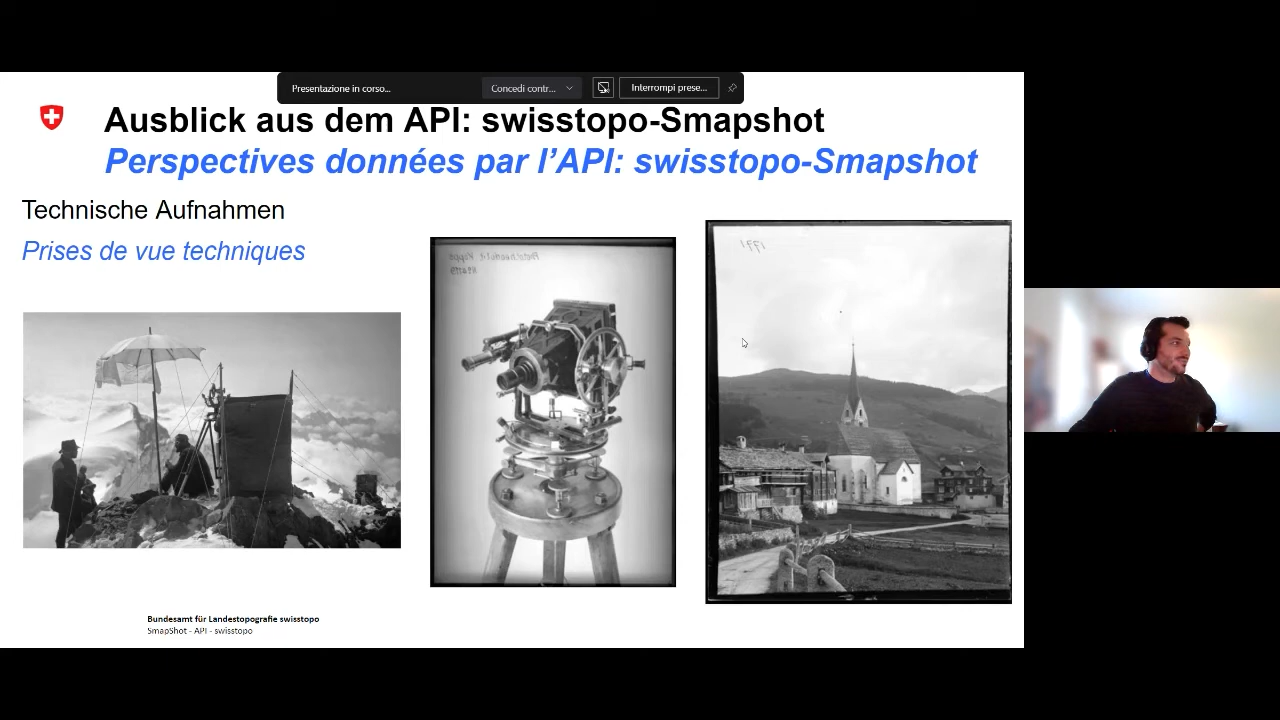 Presentazione in corso...
Concedi contr...
Interrompi prese...
Ausblick aus dem API: swisstopo-Smapshot
Perspectives données par l’API: swisstopo-Smapshot
Technische Aufnahmen
Prises de vue techniques
1771
Bundesamt für Landestopografie swisstopo
SmapShot - API - swisstopo